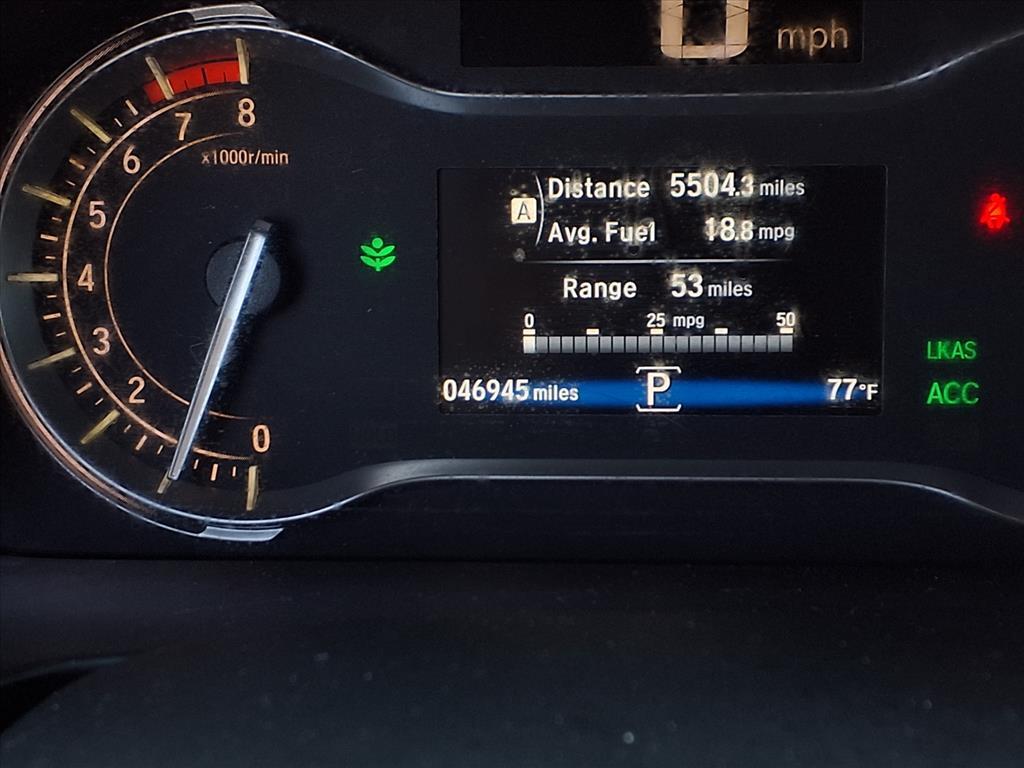 0 mph
8
7
6
x1000r/min
5
4
3
2
0
A
Distance 5504.3 miles
Avg. Fuel 18.8 mpg
Range 53 miles
0 25 mpg 50
046945 miles P 77°F
LKAS
ACC